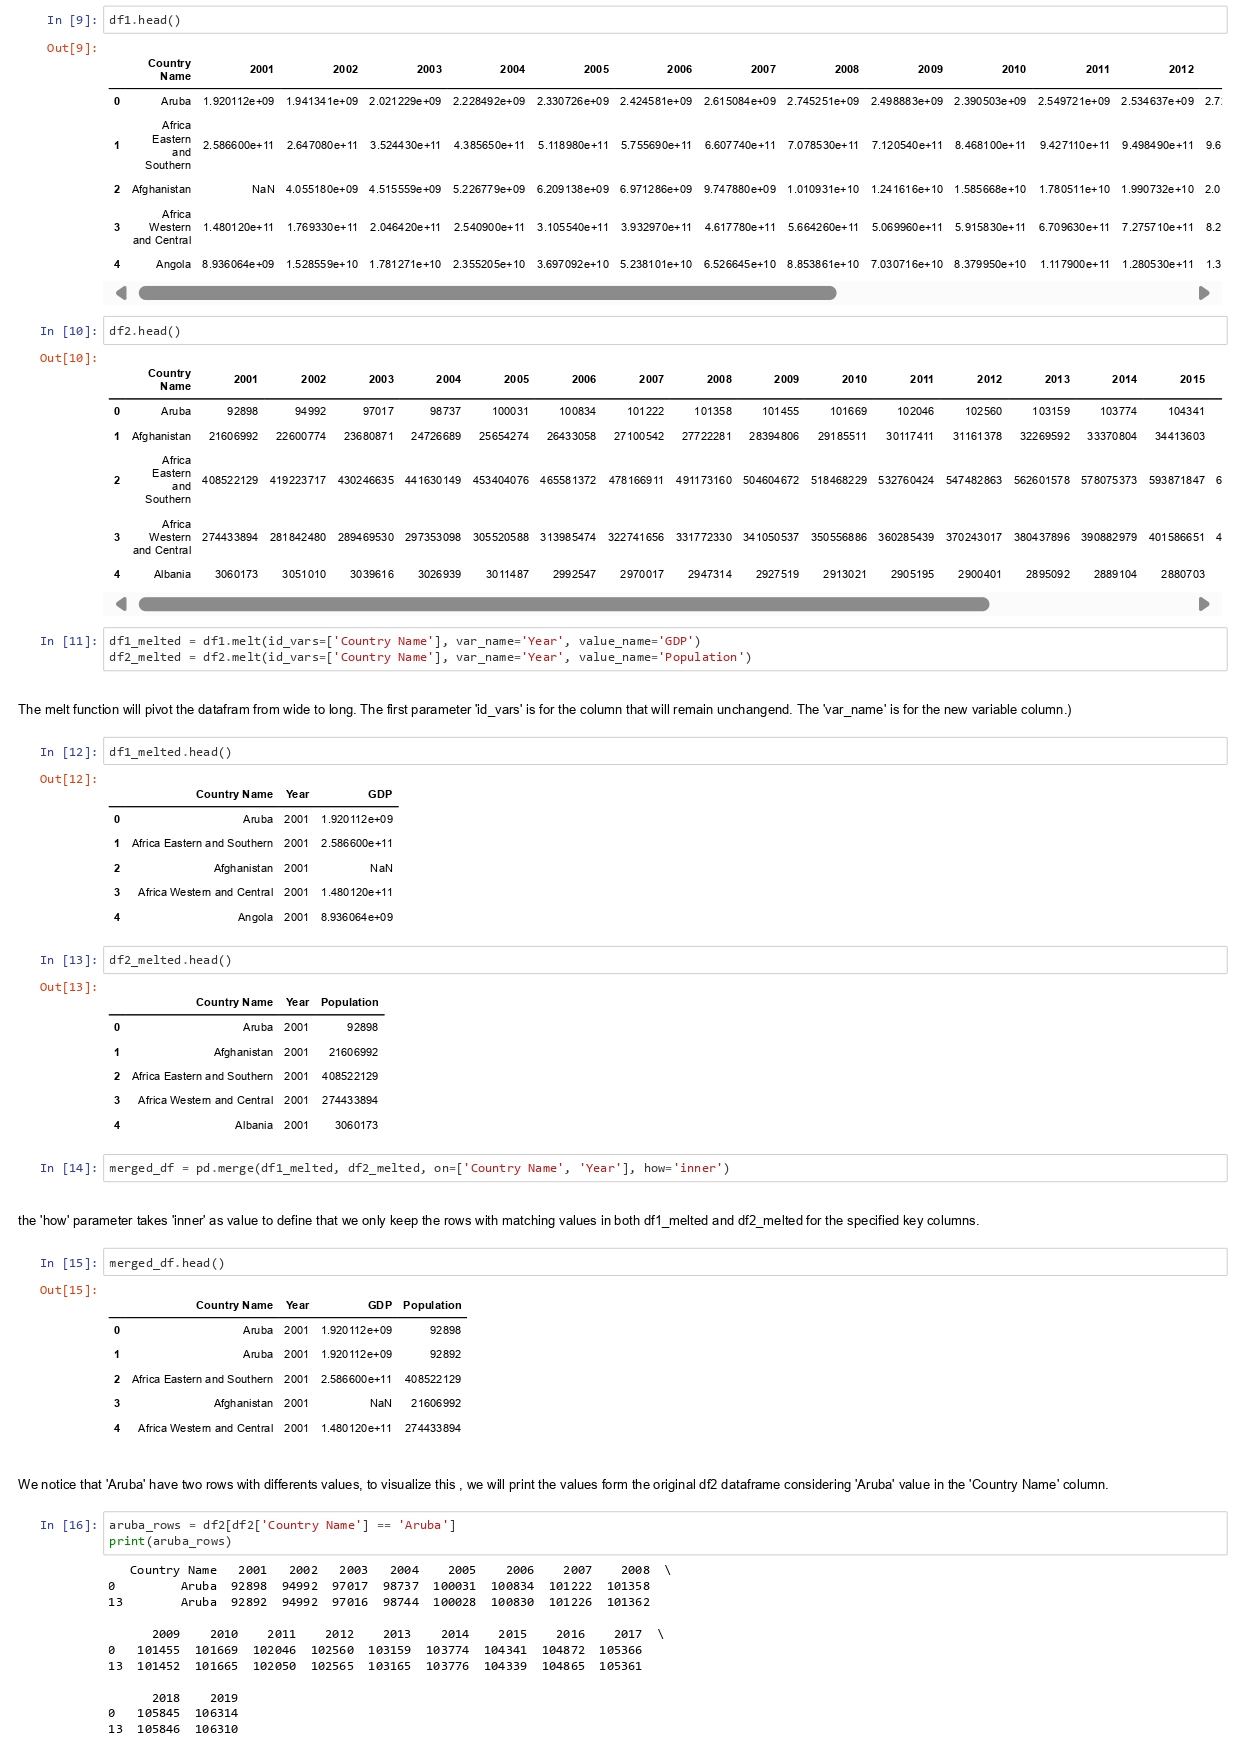 In [9]: df1.head()
Out[9]:
Country Name 2001 2002 2003 2004 2005 2006 2007 2008 2009 2010 2011 2012
0 Aruba 1.920112e+09 1.941341e+09 2.021229e+09 2.228492e+09 2.330726e+09 2.424581e+09 2.615084e+09 2.745251e+09 2.498883e+09 2.390503e+09 2.549721e+09 2.534637e+09 2.7
1 Africa Eastern and Southern 2.586600e+11 2.647080e+11 3.524430e+11 4.385650e+11 5.118980e+11 5.755690e+11 6.607740e+11 7.078530e+11 7.120540e+11 8.468100e+11 9.427110e+11 9.498490e+11 9.6
2 Afghanistan NaN 4.055180e+09 4.515559e+09 5.226779e+09 6.209138e+09 6.971286e+09 9.747880e+09 1.010931e+10 1.241616e+10 1.585668e+10 1.780511e+10 1.990732e+10 2.0
3 Africa Western and Central 1.480120e+11 1.769330e+11 2.046420e+11 2.540900e+11 3.105540e+11 3.932970e+11 4.617780e+11 5.664260e+11 5.069960e+11 5.915830e+11 6.709630e+11 7.275710e+11 8.2
4 Angola 8.936064e+09 1.528559e+10 1.781271e+10 2.355205e+10 3.697092e+10 5.238101e+10 6.526645e+10 8.853861e+10 7.030716e+10 8.379950e+10 1.117900e+11 1.280530e+11 1.3
In [10]: df2.head()
Out[10]:
Country Name 2001 2002 2003 2004 2005 2006 2007 2008 2009 2010 2011 2012 2013 2014 2015
0 Aruba 92898 94992 97017 98737 100031 100834 101222 101358 101455 101669 102046 102560 103159 103774 104341
1 Afghanistan 21606992 22600774 23680871 24726689 25654274 26433058 27100542 27722281 28394806 29185511 30117411 31161378 32269592 33370804 34413603
2 Africa Eastern and Southern 408522129 419223717 430246635 441630149 453404076 465581372 478166911 491173160 504604672 518468229 532760424 547482863 562601578 578075373 593871847 6
3 Africa Western and Central 274433894 281842480 289469530 297353098 305520588 313985474 322741656 331772330 341050537 350556886 360285439 370243017 380437896 390882979 401586651 4
4 Albania 3060173 3051010 3039616 3026939 3011487 2992547 2970017 2947314 2927519 2913021 2905195 2900401 2895092 2889104 2880703
In [11]: df1_melted = df1.melt(id_vars=['Country Name'], var_name='Year', value_name='GDP')
df2_melted = df2.melt(id_vars=['Country Name'], var_name='Year', value_name='Population')
The melt function will pivot the datafram from wide to long. The first parameter 'id_vars' is for the column that will remain unchangend. The 'var_name' is for the new variable column.)
In [12]: df1_melted.head()
Out[12]:
Country Name Year GDP
0 Aruba 2001 1.920112e+09
1 Africa Eastern and Southern 2001 2.586600e+11
2 Afghanistan 2001 NaN
3 Africa Western and Central 2001 1.480120e+11
4 Angola 2001 8.936064e+09
In [13]: df2_melted.head()
Out[13]:
Country Name Year Population
0 Aruba 2001 92898
1 Afghanistan 2001 21606992
2 Africa Eastern and Southern 2001 408522129
3 Africa Western and Central 2001 274433894
4 Albania 2001 3060173
In [14]: merged_df = pd.merge(df1_melted, df2_melted, on=['Country Name', 'Year'], how='inner')
the 'how' parameter takes 'inner' as value to define that we only keep the rows with matching values in both df1_melted and df2_melted for the specified key columns.
In [15]: merged_df.head()
Out[15]:
Country Name Year GDP Population
0 Aruba 2001 1.920112e+09 92898
1 Aruba 2001 1.920112e+09 92892
2 Africa Eastern and Southern 2001 2.586600e+11 408522129
3 Afghanistan 2001 NaN 21606992
4 Africa Western and Central 2001 1.480120e+11 274433894
We notice that 'Aruba' have two rows with differents values, to visualize this , we will print the values form the original df2 dataframe considering 'Aruba' value in the 'Country Name' column.
In [16]: aruba_rows = df2[df2['Country Name'] == 'Aruba']
print(aruba_rows)
Country Name 2001 2002 2003 2004 2005 2006 2007 2008 \
0 Aruba 92898 94992 97017 98737 100031 100834 101222 101358
13 Aruba 92892 94992 97016 98744 100028 100830 101226 101362
2009 2010 2011 2012 2013 2014 2015 2016 2017 \
0 101455 101669 102046 102560 103159 103774 104341 104872 105366
13 101452 101665 102050 102565 103165 103776 104339 104865 105361
2018 2019
0 105845 106314
13 105846 106310